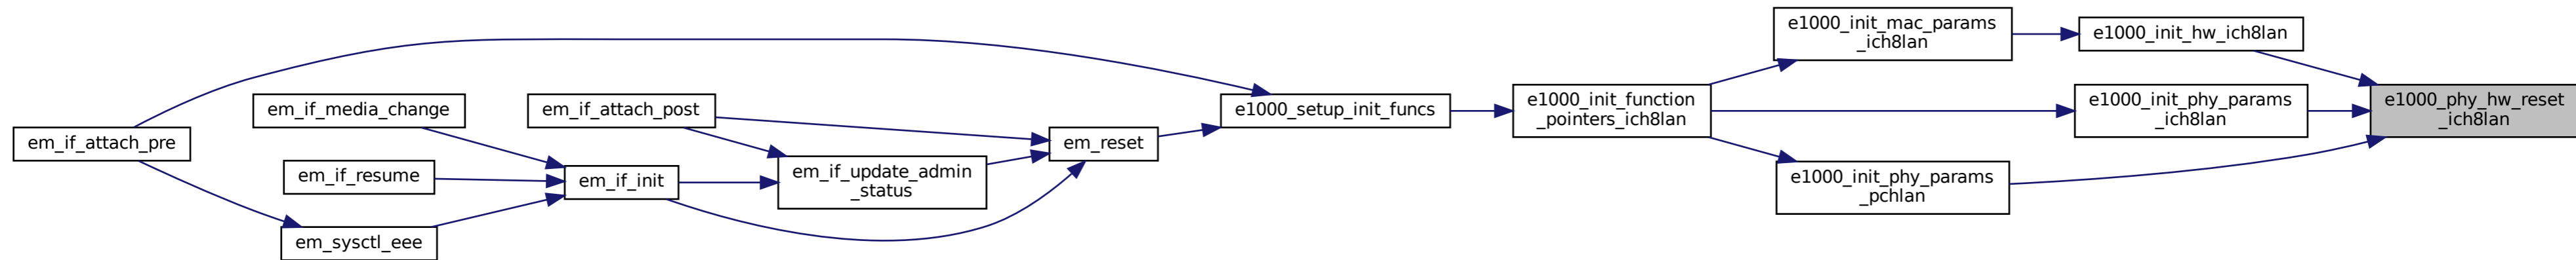 em_if_attach_pre
em_if_media_change
em_if_resume
em_sysctl_eee
em_if_attach_post
em_if_init
em_if_update_admin
_status
em_reset
e1000_setup_init_funcs
e1000_init_function
_pointers_ich8lan
e1000_init_mac_params
_ich8lan
e1000_init_hw_ich8lan
e1000_init_phy_params
_ich8lan
e1000_init_phy_params
_pchlan
e1000_phy_hw_reset
_ich8lan